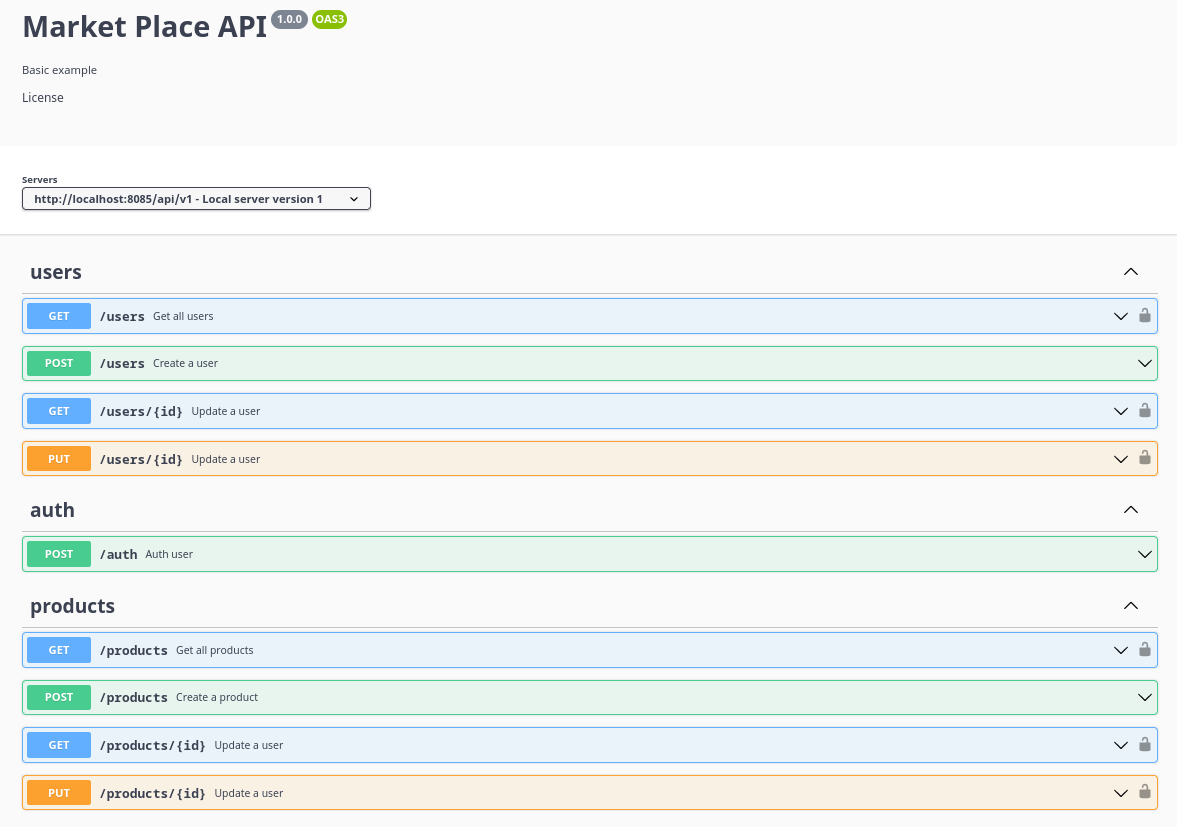 Market Place API 1.0.0 OAS3
Basic example
License
Servers
http://localhost:8085/api/v1 - Local server version 1
users
GET /users Get all users
POST /users Create a user
GET /users/{id} Update a user
PUT /users/{id} Update a user
auth
POST /auth Auth user
products
GET /products Get all products
POST /products Create a product
GET /products/{id} Update a user
PUT /products/{id} Update a user